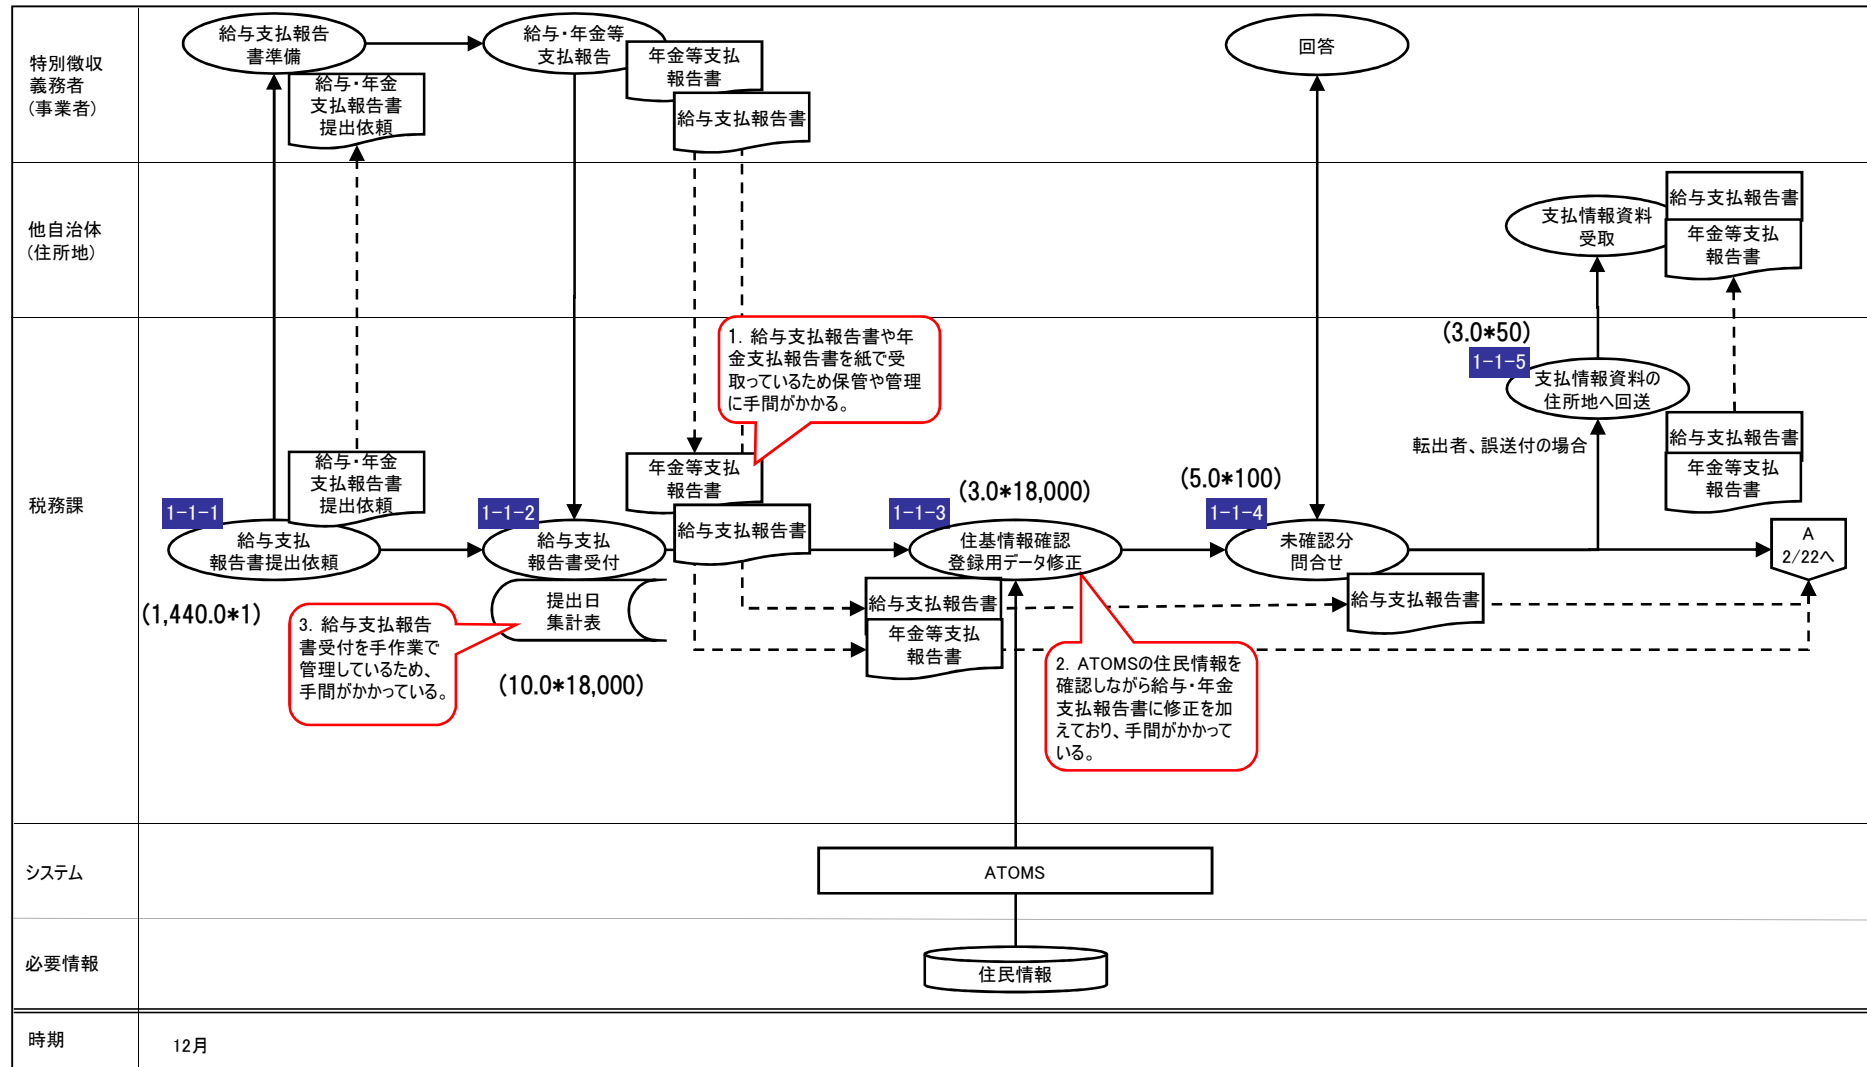 特別徴収
義務者
(事業者)
給与支払報告
書準備
給与・年金
支払報告書
提出依頼
給与・年金等
支払報告
年金等支払
報告書
給与支払報告書
回答
他自治体
(住所地)
支払情報資料
受取
給与支払報告書
年金等支払
報告書
税務課
1-1-1
給与支払
報告書提出依頼
(1,440.0*1)
給与・年金
支払報告書
提出依頼
3. 給与支払報告
書受付を手作業で
管理しているため、
手間がかかっている。
1-1-2
給与支払
報告書受付
提出日
集計表
(10.0*18,000)
1. 給与支払報告書や年
金支払報告書を紙で受
取っているため保管や管理
に手間がかかる。
年金等支払
報告書
給与支払報告書
1-1-3
(3.0*18,000)
住基情報確認
登録用データ修正
給与支払報告書
年金等支払
報告書
2. ATOMSの住民情報を
確認しながら給与・年金
支払報告書に修正を加
えており、手間がかかって
いる。
(5.0*100)
1-1-4
未確認分
問合せ
給与支払報告書
(3.0*50)
1-1-5
支払情報資料の
住所地へ回送
転出者、誤送付の場合
給与支払報告書
年金等支払
報告書
A
2/22へ
システム
ATOMS
必要情報
住民情報
時期
12月